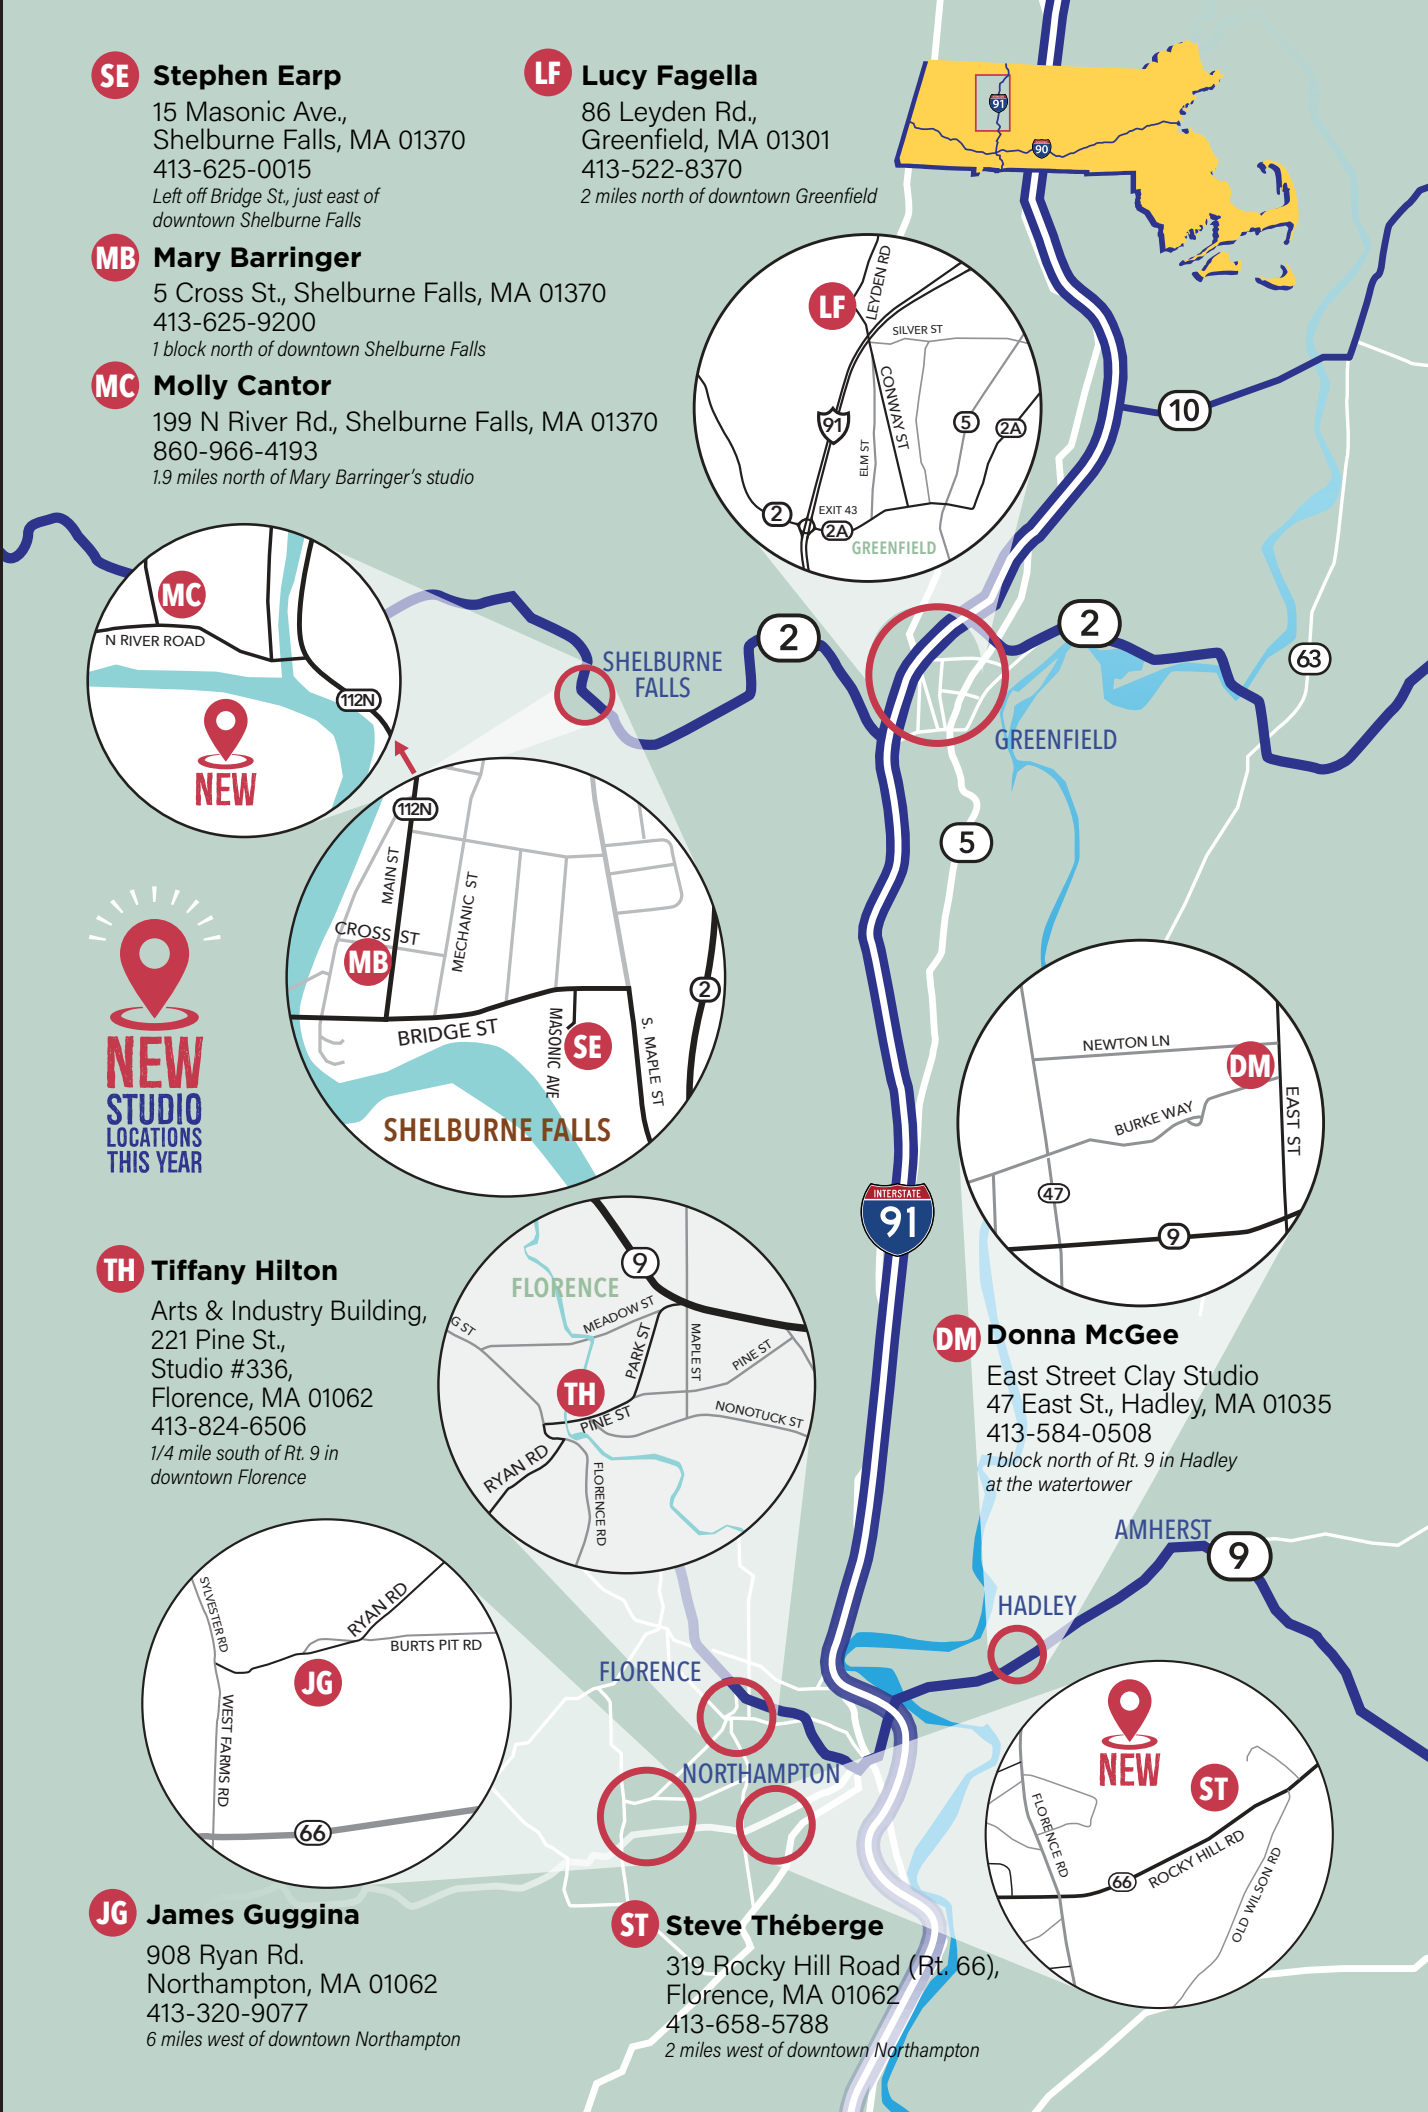 SE Stephen Earp
15 Masonic Ave.,
Shelburne Falls, MA 01370
413-625-0015
Left off Bridge St., just east of
downtown Shelburne Falls
MB Mary Barringer
5 Cross St., Shelburne Falls, MA 01370
413-625-9200
1 block north of downtown Shelburne Falls
MC Molly Cantor
199 N River Rd., Shelburne Falls, MA 01370
860-966-4193
1.9 miles north of Mary Barringer's studio
LF Lucy Fagella
86 Leyden Rd.,
Greenfield, MA 01301
413-522-8370
2 miles north of downtown Greenfield
91
90
LEYDEN RD
LF
SILVER ST
CONWAY ST
91
5
2A
ELM ST
2
EXIT 43
2A
GREENFIELD
10
MC
N RIVER ROAD
112N
NEW
SHELBURNE
FALLS
2
2
63
GREENFIELD
5
112N
MAIN ST
MECHANIC ST
CROSS ST
MB
2
BRIDGE ST
MASONIC AVE
SE
S. MAPLE ST
SHELBURNE FALLS
NEW
STUDIO
LOCATIONS
THIS YEAR
NEWTON LN
DM
BURKE WAY
EAST ST
47
9
INTERSTATE
91
TH Tiffany Hilton
Arts & Industry Building,
221 Pine St.,
Studio #336,
Florence, MA 01062
413-824-6506
1/4 mile south of Rt. 9 in
downtown Florence
9
FLORENCE
G ST
MEADOW ST
PARK ST
MAPLE ST
PINE ST
TH
PINE ST
NONOTUCK ST
RYAN RD
FLORENCE RD
DM Donna McGee
East Street Clay Studio
47 East St., Hadley, MA 01035
413-584-0508
1 block north of Rt. 9 in Hadley
at the watertower
AMHERST
9
HADLEY
FLORENCE
NORTHAMPTON
SYLVESTER RD
RYAN RD
BURTS PIT RD
JG
WEST FARMS RD
66
NEW
ST
FLORENCE RD
66
ROCKY HILL RD
OLD WILSON RD
JG James Guggina
908 Ryan Rd.
Northampton, MA 01062
413-320-9077
6 miles west of downtown Northampton
ST Steve Théberge
319 Rocky Hill Road (Rt. 66),
Florence, MA 01062
413-658-5788
2 miles west of downtown Northampton